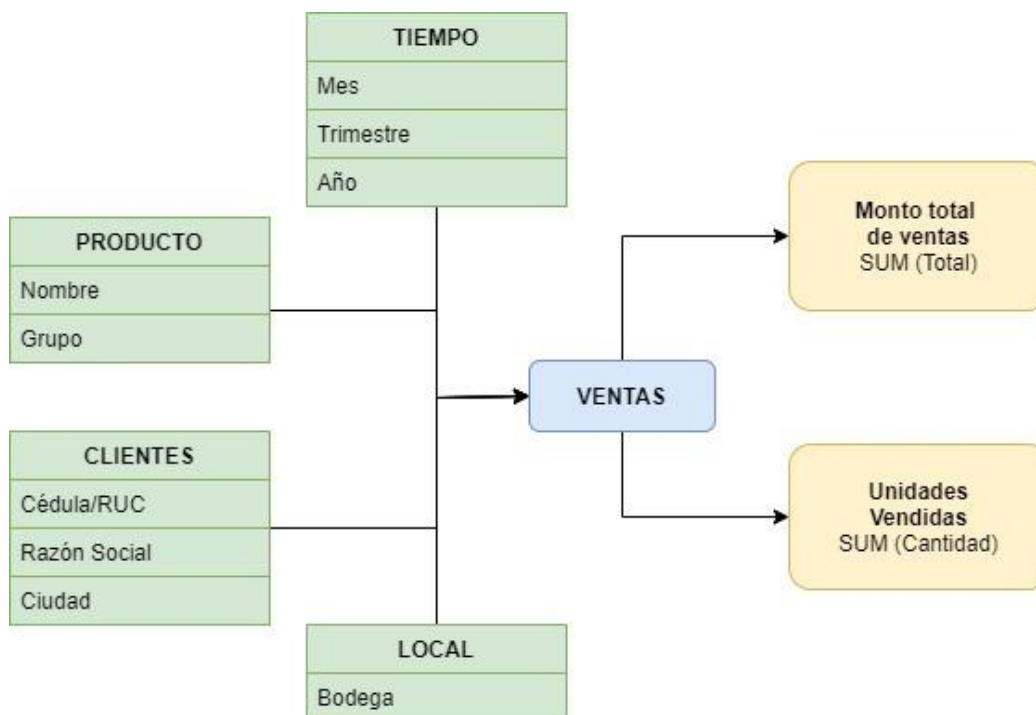 TIEMPO
Mes
Trimestre
Año
PRODUCTO
Nombre
Grupo
CLIENTES
Cédula/RUC
Razón Social
Ciudad
LOCAL
Bodega
VENTAS
Monto total
de ventas
SUM (Total)
Unidades
Vendidas
SUM (Cantidad)